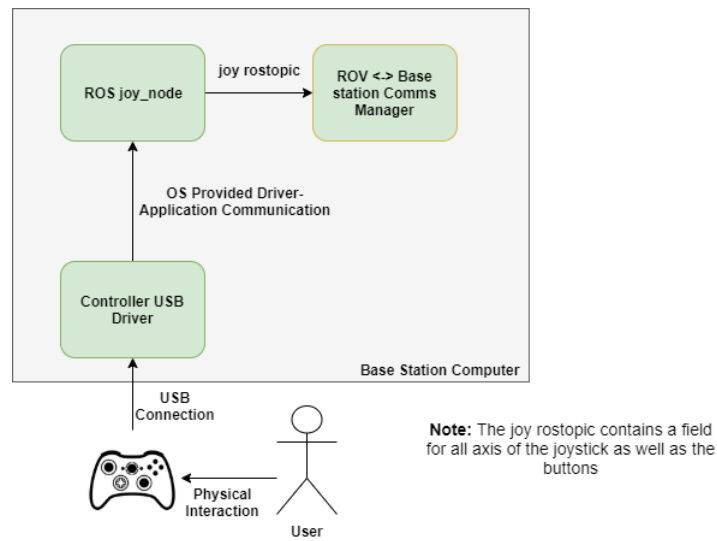 joy rostopic
ROS joy_node
ROV <-> Base
station Comms
Manager
OS Provided Driver-
Application Communication
Controller USB
Driver
Base Station Computer
USB
Connection
Note: The joy rostopic contains a field
for all axis of the joystick as well as the
buttons
Physical
Interaction
User